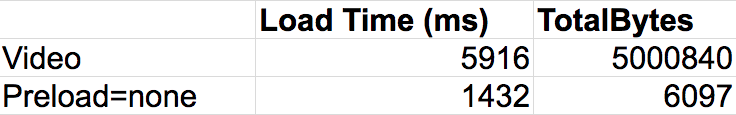 Load Time (ms) TotalBytes
Video 5916 5000840
Preload=none 1432 6097